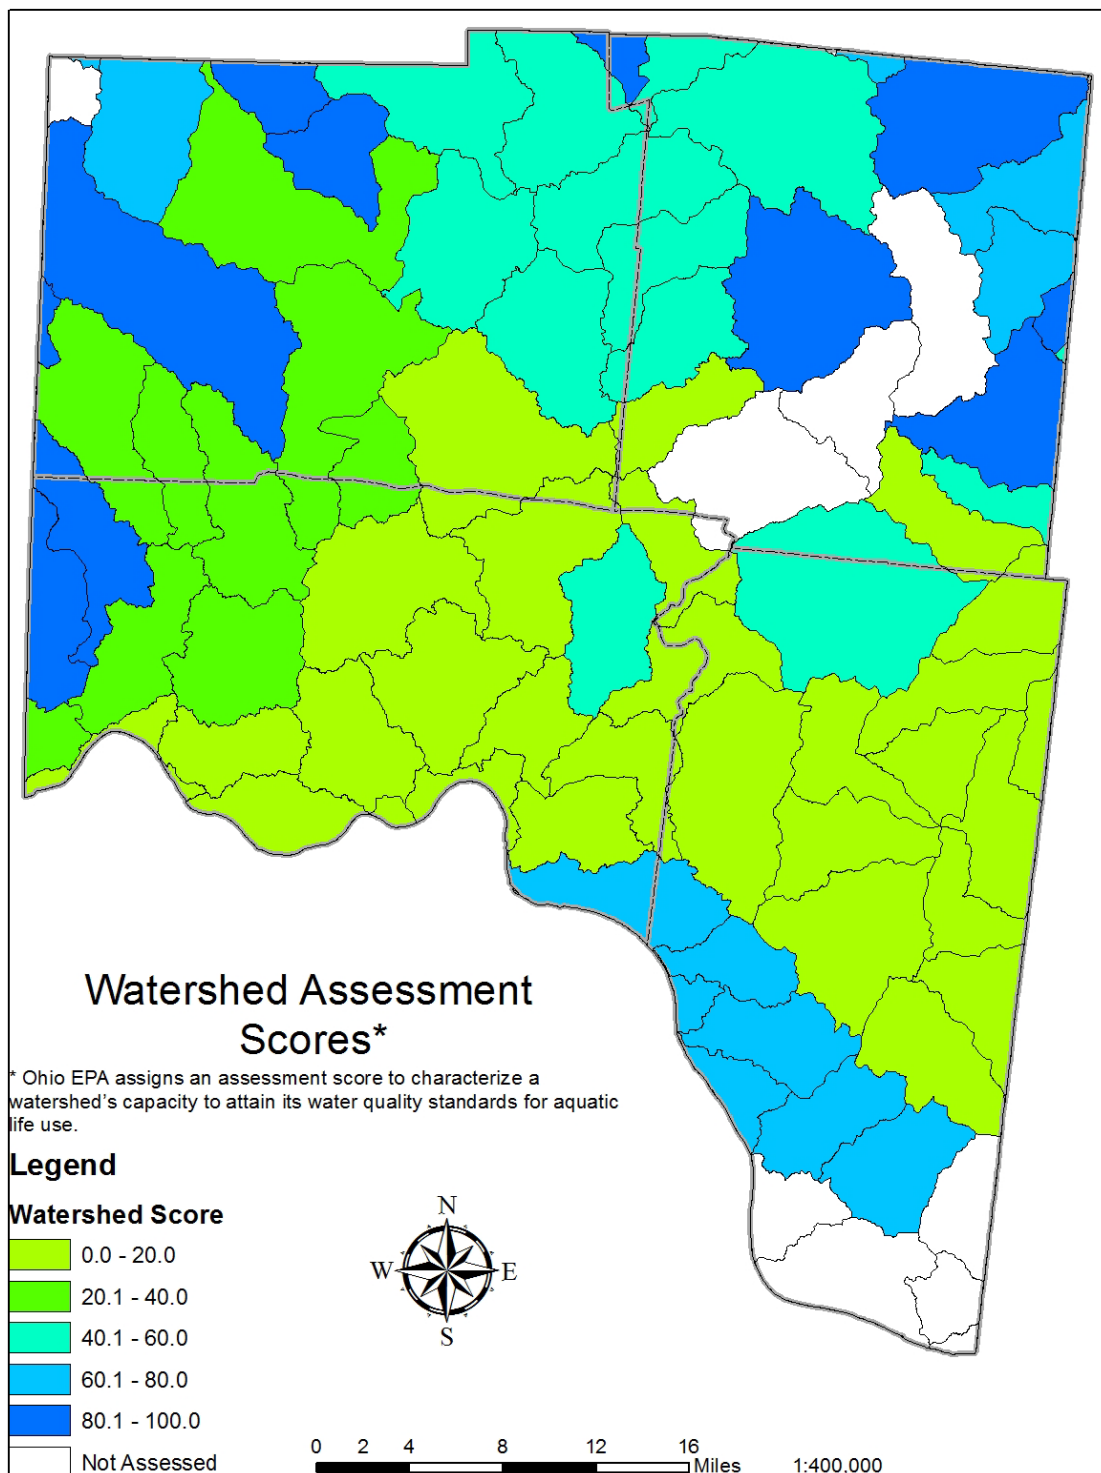 Watershed Assessment
Scores*
* Ohio EPA assigns an assessment score to characterize a
watershed's capacity to attain its water quality standards for aquatic
life use.
Legend
Watershed Score
0.0 - 20.0
20.1 - 40.0
40.1 - 60.0
60.1 - 80.0
80.1 - 100.0
Not Assessed
N
W E
S
0 2 4 8 12 16
Miles 1:400.000